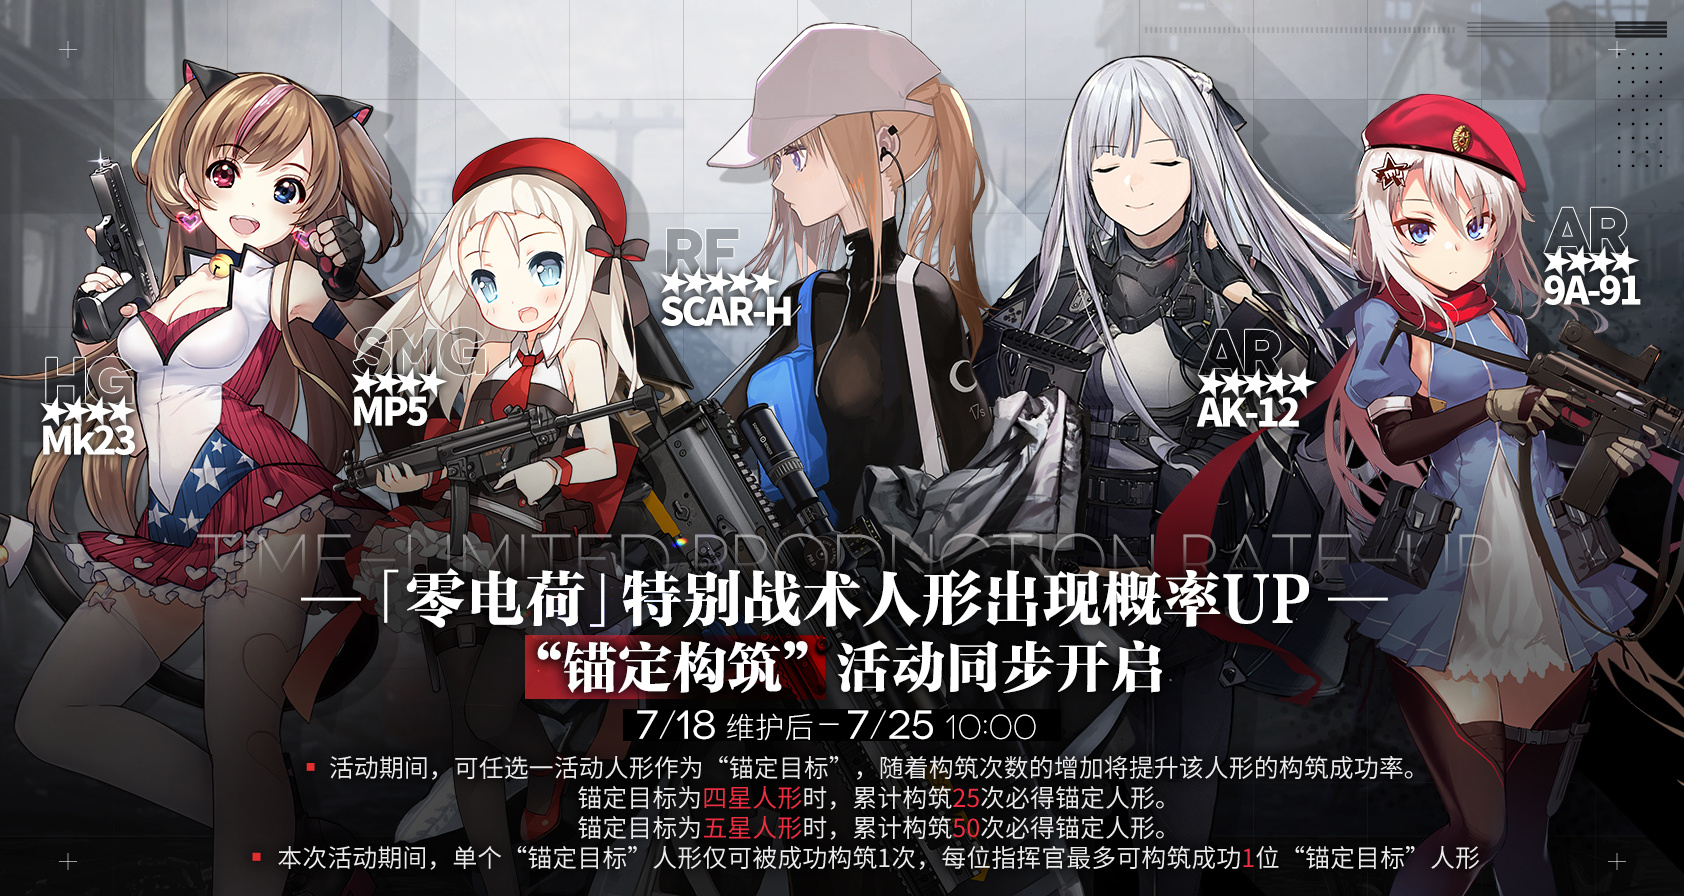 HG
★★★★
Mk23
SMG
★★★★
MP5
RF
★★★★★
SCAR-H
17s
AR
★★★★★
AK-12
AR
★★★★
9A-91
TIME-LIMITED PRODUCTION RATE-UP
—「零电荷」特别战术人形出现概率UP—
“锚定构筑”活动同步开启
7/18 维护后–7/25 10:00
▪ 活动期间，可任选一活动人形作为“锚定目标”，随着构筑次数的增加将提升该人形的构筑成功率。
锚定目标为四星人形时，累计构筑25次必得锚定人形。
锚定目标为五星人形时，累计构筑50次必得锚定人形。
▪ 本次活动期间，单个“锚定目标”人形仅可被成功构筑1次，每位指挥官最多可构筑成功1位“锚定目标”人形